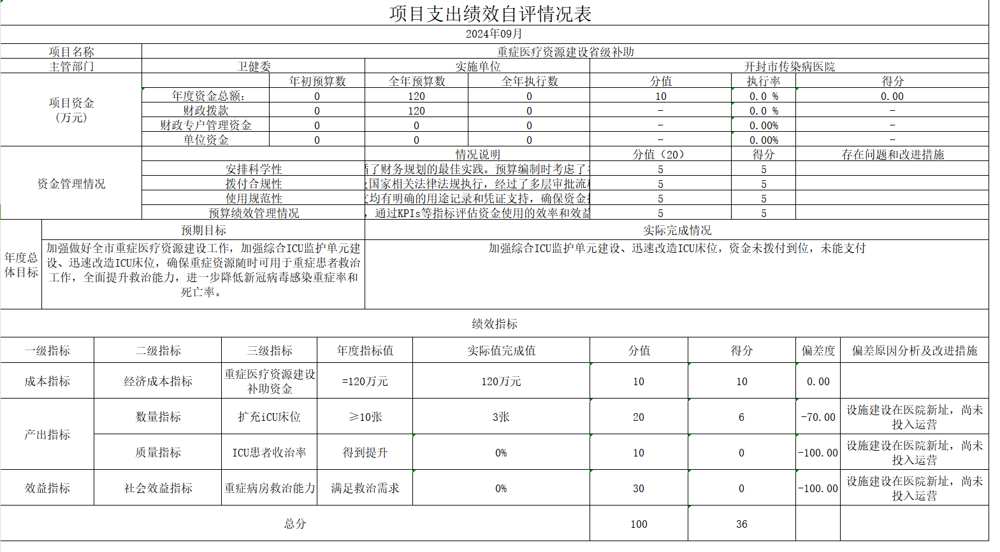 项目支出绩效自评情况表
2024年09月
项目名称 重症医疗资源建设省级补助
主管部门 卫健委 实施单位 开封市传染病医院
项目资金
(万元)
年初预算数 全年预算数 全年执行数 分值 执行率 得分
年度资金总额: 0 120 0 10 0.0 % 0.00
财政拨款 0 120 0 - 0.0 % -
财政专户管理资金 0 0 0 - 0.00% -
单位资金 0 0 0 - 0.00% -
资金管理情况
情况说明 分值（20） 得分 存在问题和改进措施
安排科学性 循了财务规划的最佳实践。预算编制时考虑了 5 5
拨付合规性 国家相关法律法规执行，经过了多层审批流 5 5
使用规范性 均有明确的用途记录和凭证支持，确保资金 5 5
预算绩效管理情况 ，通过KPIs等指标评估资金使用的效率和效益 5 5
年度总
体目标
预期目标 实际完成情况
加强做好全市重症医疗资源建设工作，加强综合ICU监护单元建
设、迅速改造ICU床位，确保重症资源随时可用于重症患者救治
工作，全面提升救治能力，进一步降低新冠病毒感染重症率和
死亡率。
加强综合ICU监护单元建设、迅速改造ICU床位，资金未拨付到位，未能支付
绩效指标
一级指标 二级指标 三级指标 年度指标值 实际值完成值 分值 得分 偏差度 偏差原因分析及改进措施
成本指标 经济成本指标 重症医疗资源建设
补助资金 =120万元 120万元 10 10 0.00
产出指标
数量指标 扩充iCU床位 ≥10张 3张 20 6 -70.00 设施建设在医院新址，尚未
投入运营
质量指标 ICU患者收治率 得到提升 0% 10 0 -100.00 设施建设在医院新址，尚未
投入运营
效益指标 社会效益指标 重症病房救治能力 满足救治需求 0% 30 0 -100.00 设施建设在医院新址，尚未
投入运营
总分 100 36